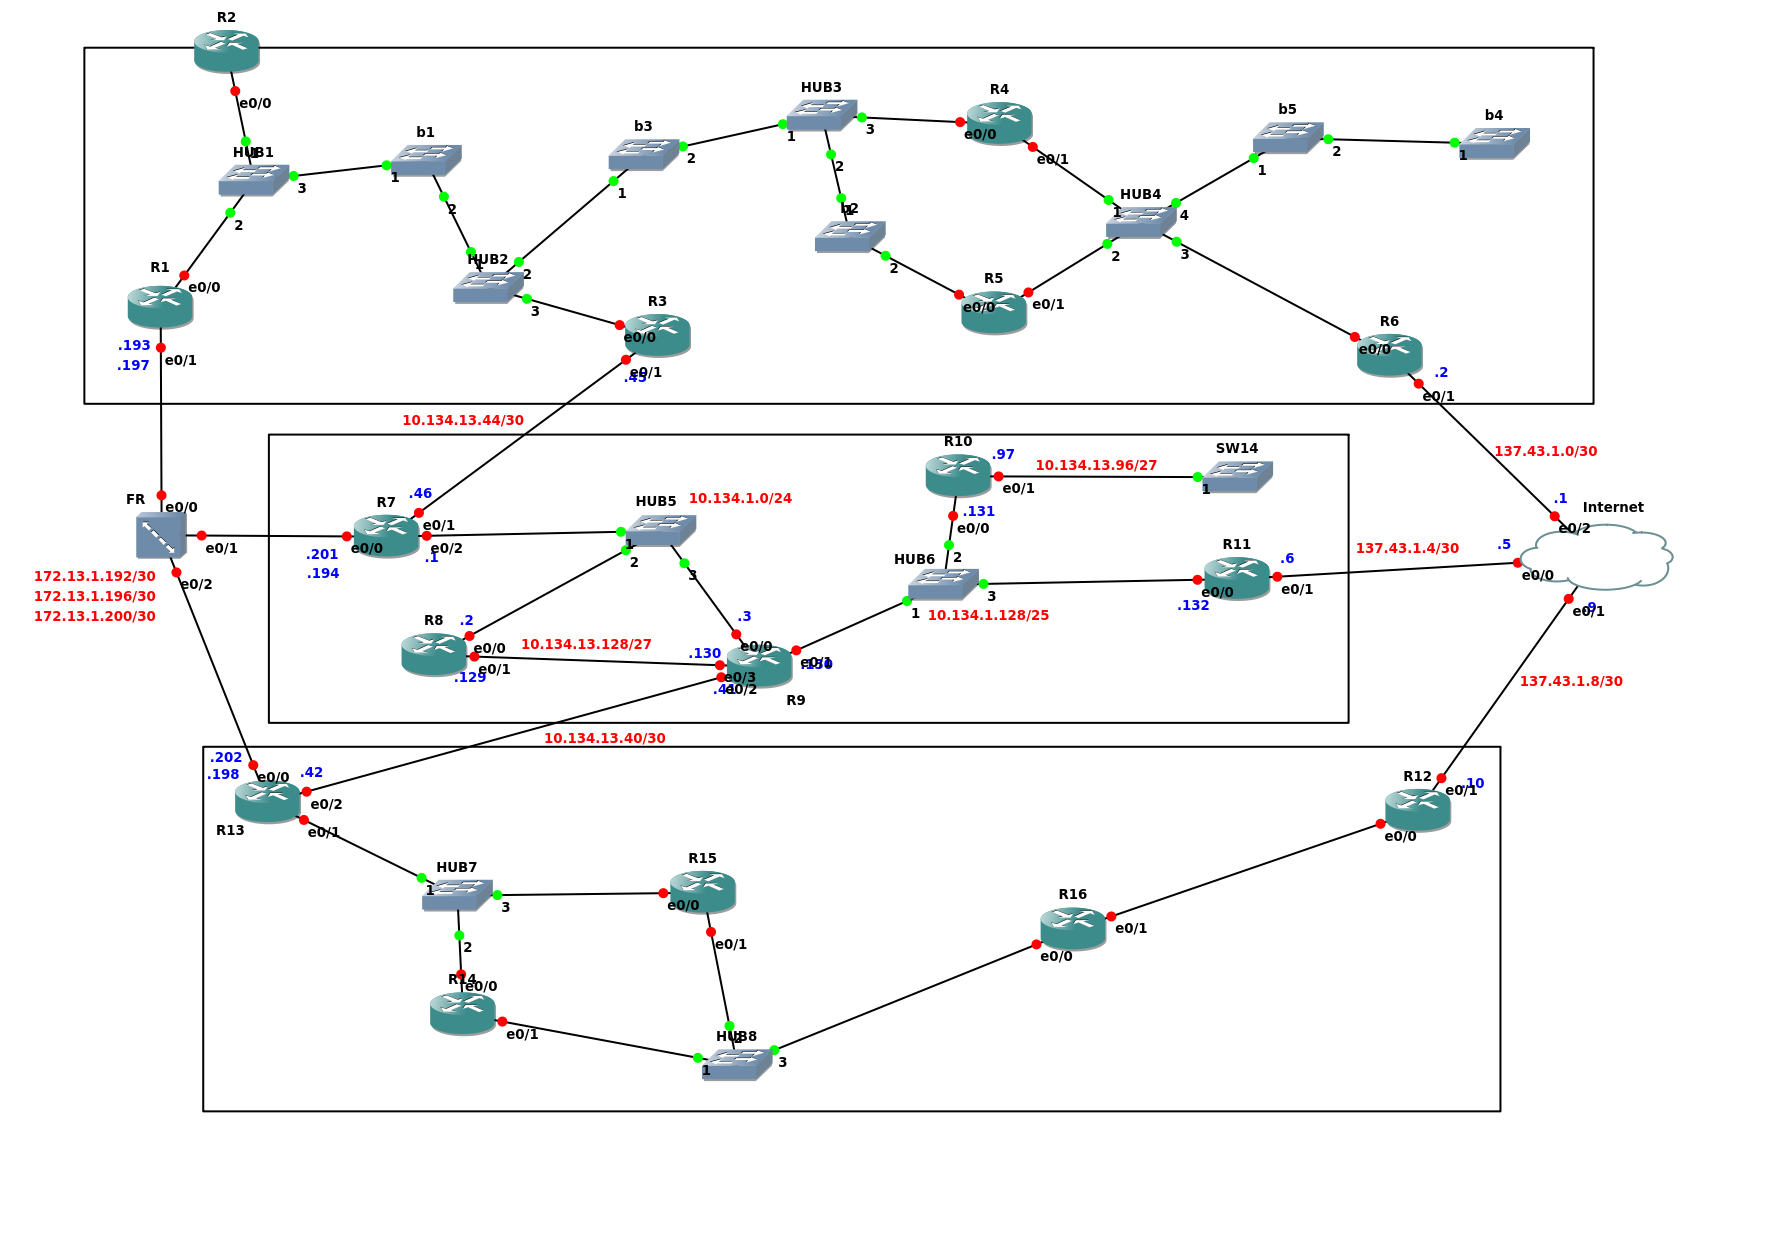 R2
e0/0
1
HUB1
3
2
b1
1
2
R1
e0/0
.193
.197
e0/1
HUB2
1
2
3
b3
1
2
HUB3
1
2
3
b2
1
2
R3
e0/0
e0/1
.45
R4
e0/0
e0/1
R5
e0/0
e0/1
HUB4
1
2
3
4
b5
1
2
b4
1
R6
e0/0
.2
e0/1
10.134.13.44/30
137.43.1.0/30
FR
e0/0
e0/1
e0/2
172.13.1.192/30
172.13.1.196/30
172.13.1.200/30
R7
.46
e0/1
e0/0
e0/2
.201
.194
.1
HUB5
10.134.1.0/24
1
2
3
R8
.2
e0/0
e0/1
.129
10.134.13.128/27
.3
e0/0
.130
e0/3
e0/1
e0/2
.41
R9
R10
.97
e0/1
10.134.13.96/27
SW14
1
.131
e0/0
HUB6
2
1
3
10.134.1.128/25
R11
e0/0
.132
.6
e0/1
137.43.1.4/30
Internet
.1
e0/2
.5
e0/0
e0/1
.9
137.43.1.8/30
10.134.13.40/30
.202
.198
e0/0
.42
e0/2
e0/1
R13
R12
e0/1
.10
e0/0
HUB7
1
3
2
R15
e0/0
e0/1
R14
e0/0
e0/1
HUB8
1
2
3
R16
e0/1
e0/0